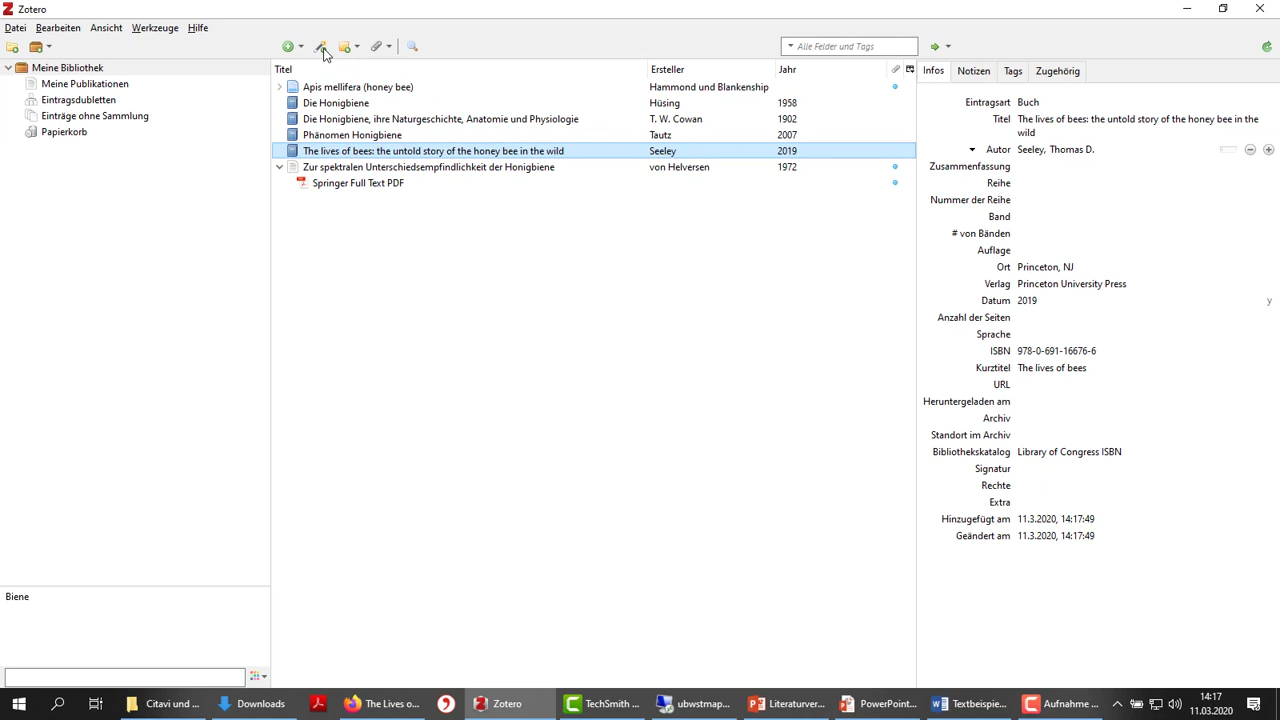 Zotero
Datei Bearbeiten Ansicht Werkzeuge Hilfe
Alle Felder und Tags
Meine Bibliothek
Meine Publikationen
Eintragsdubletten
Einträge ohne Sammlung
Papierkorb
Titel Ersteller Jahr
Apis mellifera (honey bee) Hammond und Blankenship
Die Honigbiene Hüsing 1958
Die Honigbiene, ihre Naturgeschichte, Anatomie und Physiologie T. W. Cowan 1902
Phänomen Honigbiene Tautz 2007
The lives of bees: the untold story of the honey bee in the wild Seeley 2019
Zur spektralen Unterschiedsempfindlichkeit der Honigbiene von Helversen 1972
Springer Full Text PDF
Infos Notizen Tags Zugehörig
Eintragsart Buch
Titel The lives of bees: the untold story of the honey bee in the
wild
Autor Seeley, Thomas D.
Zusammenfassung
Reihe
Nummer der Reihe
Band
# von Bänden
Auflage
Ort Princeton, NJ
Verlag Princeton University Press
Datum 2019 y
Anzahl der Seiten
Sprache
ISBN 978-0-691-16676-6
Kurztitel The lives of bees
URL
Heruntergeladen am
Archiv
Standort im Archiv
Bibliothekskatalog Library of Congress ISBN
Signatur
Rechte
Extra
Hinzugefügt am 11.3.2020, 14:17:49
Geändert am 11.3.2020, 14:17:49
Biene
Citavi und ... Downloads The Lives o... Zotero TechSmith ... ubwstmap... Literaturver... PowerPoint... Textbeispie... Aufnahme ...
14:17
11.03.2020